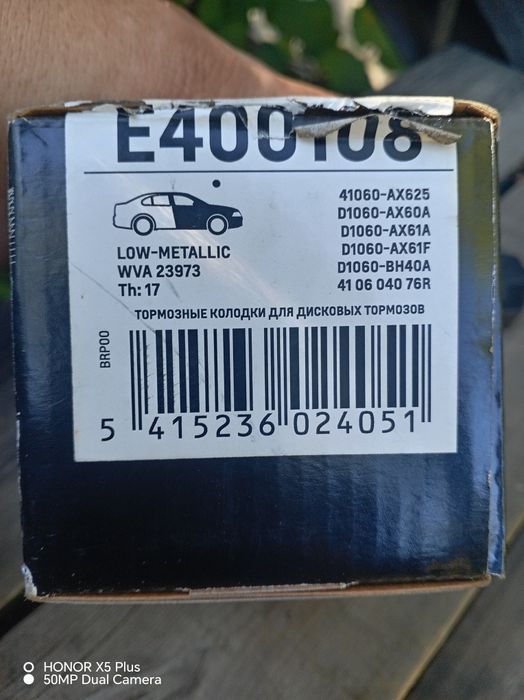 E400108
41060-AX625
D1060-AX60A
D1060-AX61A
D1060-AX61F
D1060-BH40A
41 06 040 76R
LOW-METALLIC
WVA 23973
Th: 17
ТОРМОЗНЫЕ КОЛОДКИ ДЛЯ ДИСКОВЫХ ТОРМОЗОВ
BRP00
5 415236 024051
HONOR X5 Plus
50MP Dual Camera